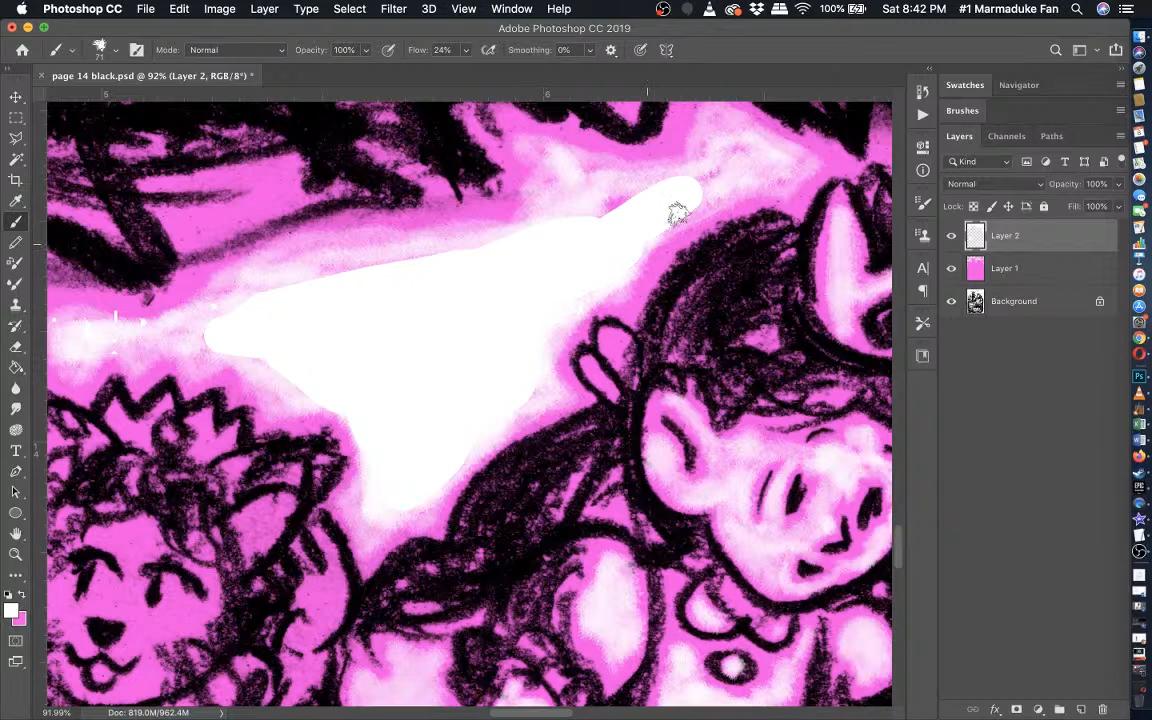 Photoshop CC File Edit Image Layer Type Select Filter 3D View Window Help 100% Sat 8:42 PM #1 Marmaduke Fan
Adobe Photoshop CC 2019
71 Mode: Normal Opacity: 100% Flow: 24% Smoothing: 0%
page 14 black.psd @ 92% (Layer 2, RGB/8*) *
5 6
Swatches Navigator
Brushes
Layers Channels Paths
Kind
Normal Opacity: 100%
Lock: Fill: 100%
Layer 2
Layer 1
Background
91.99% Doc: 819.0M/962.4M